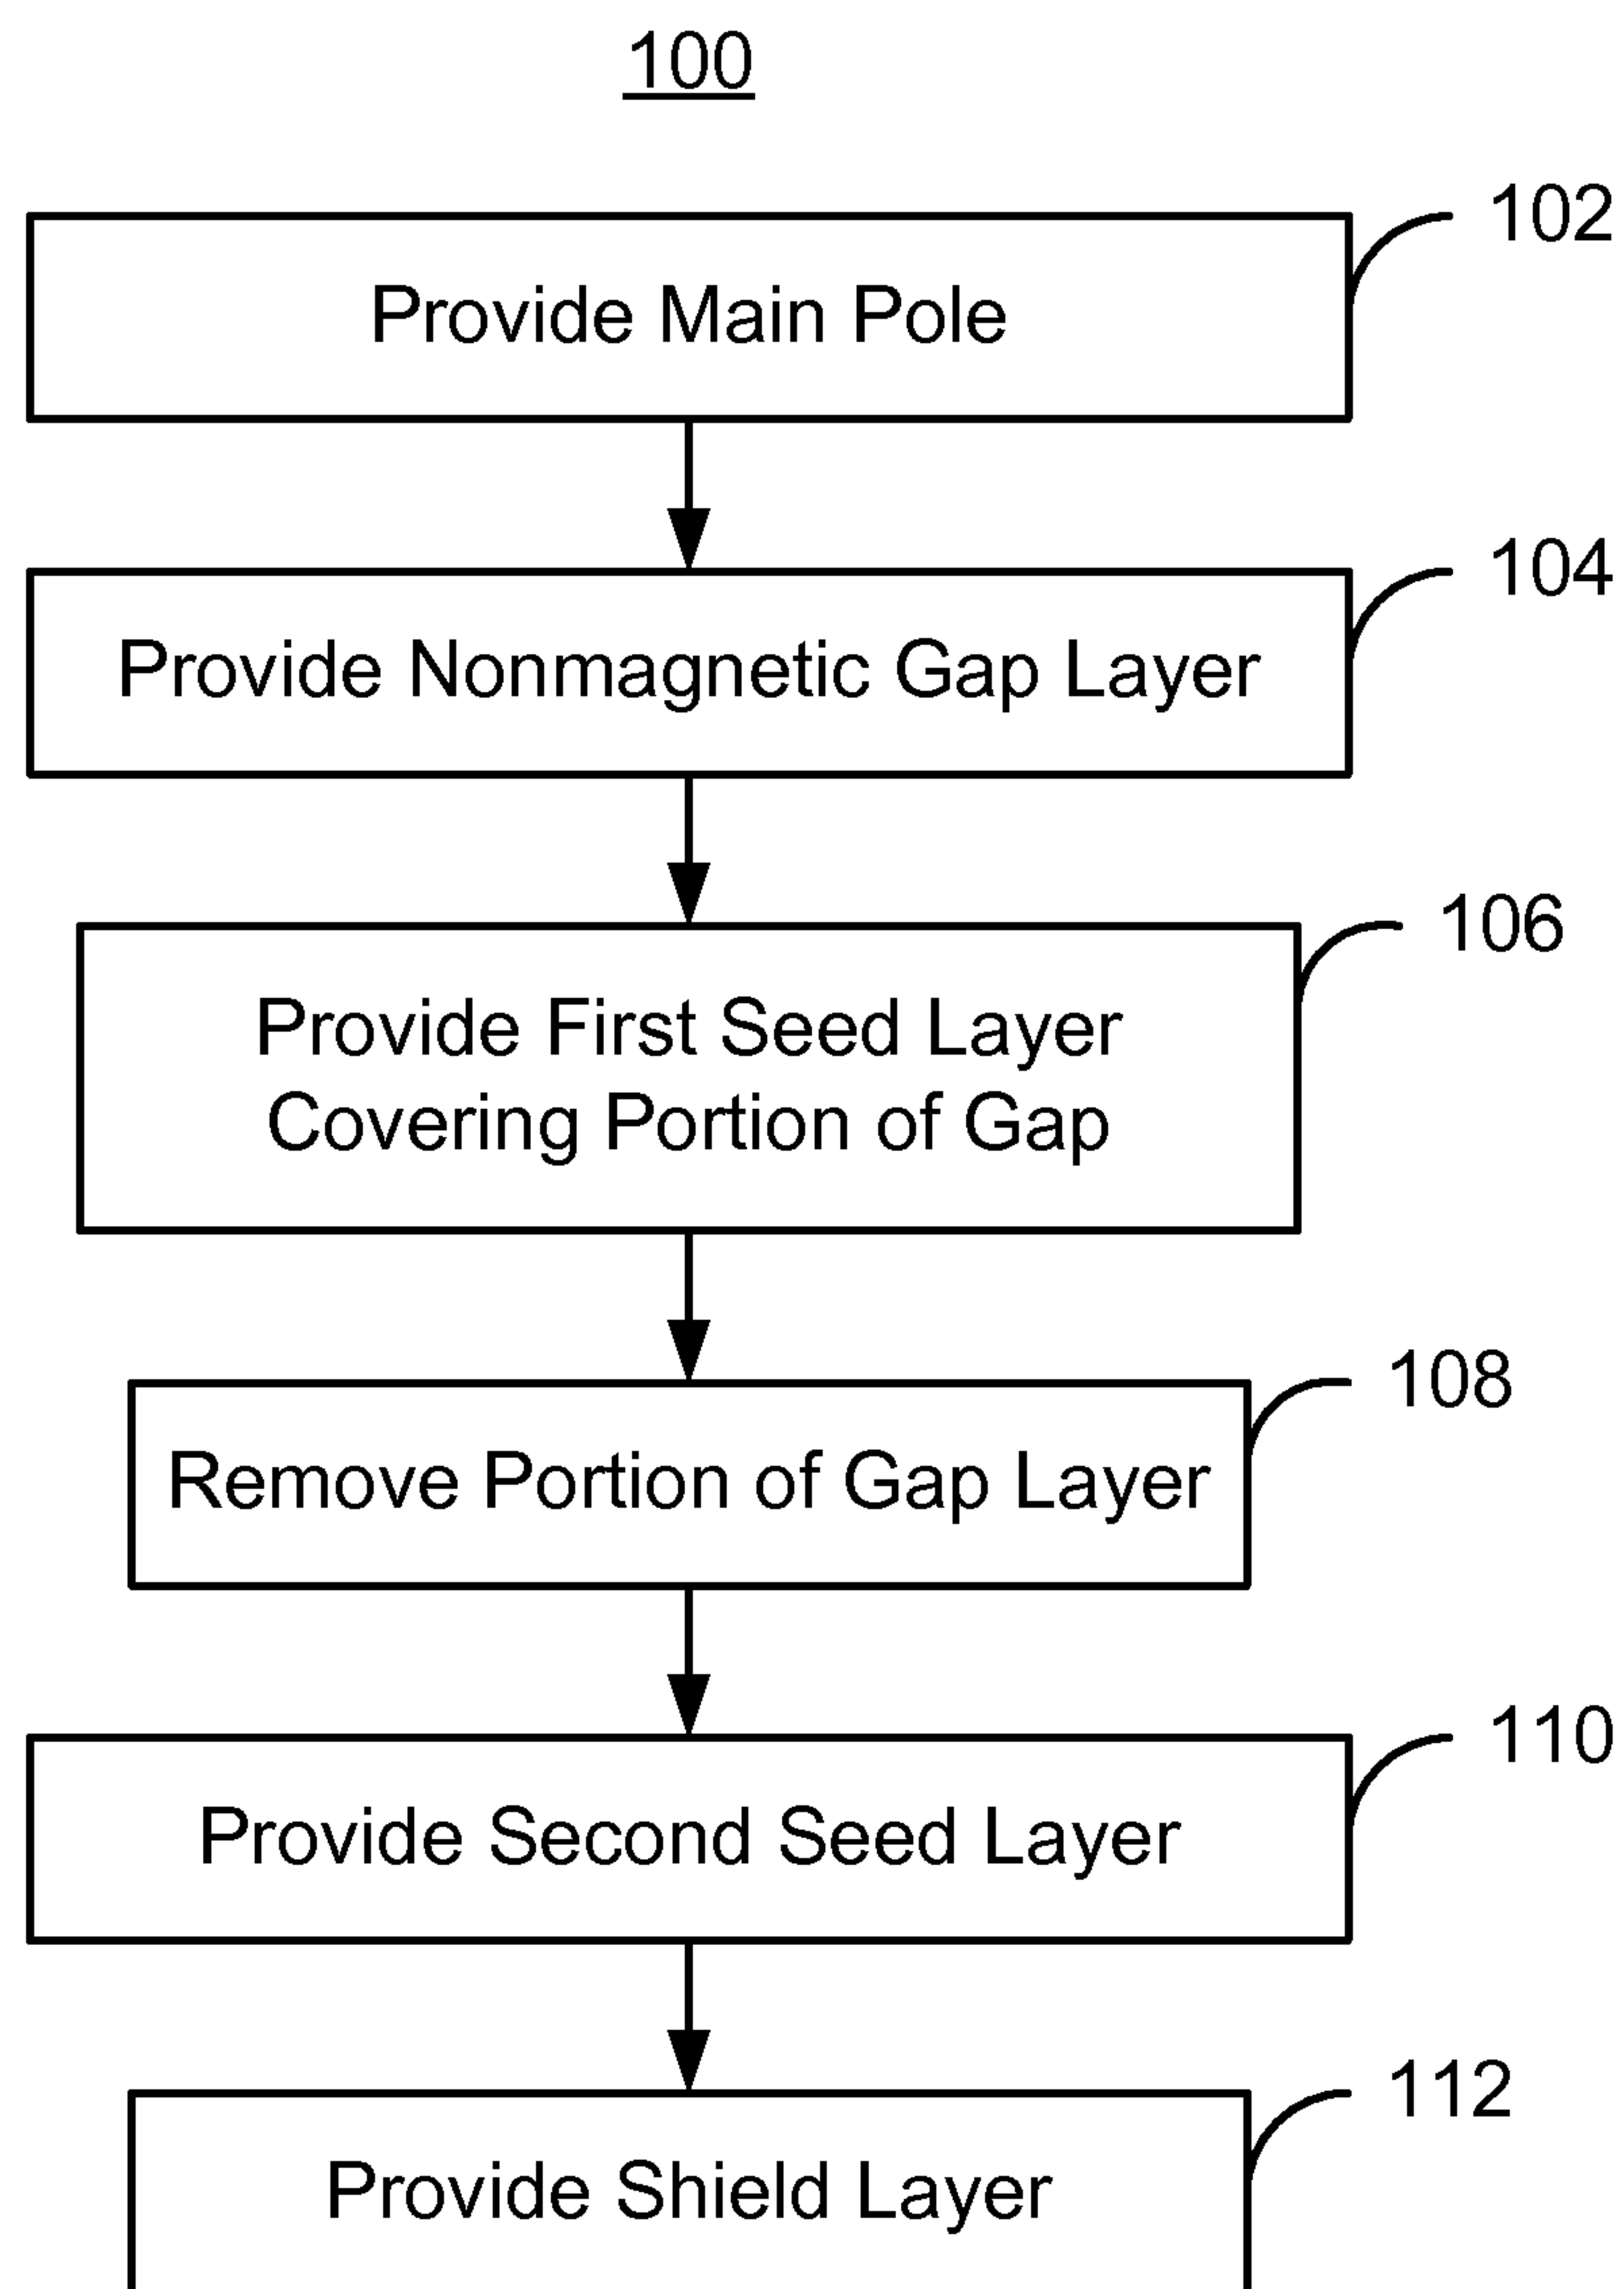 100
102
Provide Main Pole
104
Provide Nonmagnetic Gap Layer
106
Provide First Seed Layer
Covering Portion of Gap
108
Remove Portion of Gap Layer
110
Provide Second Seed Layer
112
Provide Shield Layer